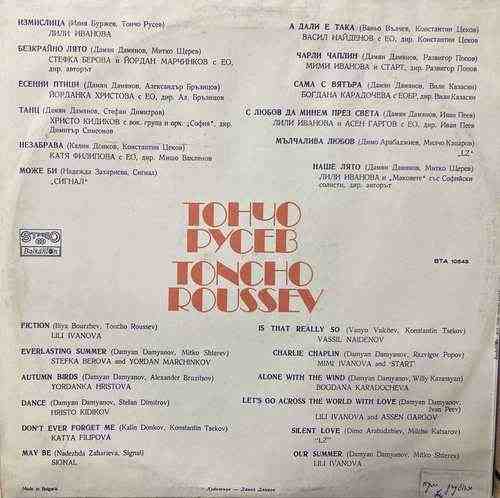 ИЗМИСЛИЦА (Илия Буржев, Тончо Русев)
ЛИЛИ ИВАНОВА
БЕЗКРАЙНО ЛЯТО (Дамян Дамянов, Митко Щерев)
СТЕФКА БЕРОВА и ЙОРДАН МАРЧИНКОВ с ЕО,
дир. авторът
ЕСЕННИ ПТИЦИ (Дамян Дамянов, Александър Бръзицов)
ЙОРДАНКА ХРИСТОВА с ЕО, дир. Ал. Бръзицов
ТАНЦ (Дамян Дамянов, Стефан Димитров)
ХРИСТО КИДИКОВ с вок. група и орк. „София“, дир.
Димитър Симеонов
НЕЗАБРАВА (Калин Донков, Константин Цеков)
КАТЯ ФИЛИПОВА с ЕО, дир. Мишо Ваклинов
МОЖЕ БИ (Надежда Захариева, Сигнал)
„СИГНАЛ“
А ДАЛИ Е ТАКА (Ваньо Вълчев, Константин Цеков)
ВАСИЛ НАЙДЕНОВ с ЕО, дир. Константин Цеков
ЧАРЛИ ЧАПЛИН (Дамян Дамянов, Развигор Попов)
МИМИ ИВАНОВА и СТАРТ, дир. Развигор Попов
САМА С ВЯТЪРА (Дамян Дамянов, Вили Казасян)
БОГДАНА КАРАДОЧЕВА с ЕОБР, дир. Вили Казасян
С ЛЮБОВ ДА МИНЕМ ПРЕЗ СВЕТА (Дамян Дамянов, Иван Пеев)
ЛИЛИ ИВАНОВА и АСЕН ГАРГОВ с ЕО, дир. Иван Пеев
МЪЛЧАЛИВА ЛЮБОВ (Димо Арабаджиев, Милчо Кацаров)
„LZ“
НАШЕ ЛЯТО (Дамян Дамянов, Митко Щерев)
ЛИЛИ ИВАНОВА и „Маковете“ със Софийски
солисти, дир. авторът
ТОНЧО
РУСЕВ
TONCHO
ROUSSEV
STEREO
Balkanton
ВТА 10545
FICTION (Iliya Bourzhev, Toncho Roussev)
LILI IVANOVA
EVERLASTING SUMMER (Damyan Damyanov, Mitko Shterev)
STEFKA BEROVA and YORDAN MARCHINKOV
AUTUMN BIRDS (Damyan Damyanov, Alexander Bruzitsov)
YORDANKA HRISTOVA
DANCE (Damyan Damyanov, Stefan Dimitrov)
HRISTO KIDIKOV
DON'T EVER FORGET ME (Kalin Donkov, Konstantin Tsekov)
KATYA FILIPOVA
MAY BE (Nadezhda Zaharieva, Signal)
SIGNAL
IS THAT REALLY SO (Vanyo Vulchev, Konstantin Tsekov)
VASSIL NAIDENOV
CHARLIE CHAPLIN (Damyan Damyanov, Razvigor Popov)
MIMI IVANOVA and START
ALONE WITH THE WIND (Damyan Damyanov, Willy Kazassyan)
BOGDANA KARADOCHEVA
LET'S GO ACROSS THE WORLD WITH LOVE (Damyan Damyanov,
Ivan Peev)
LILI IVANOVA and ASSEN GARGOV
SILENT LOVE (Dimo Arabadzhiev, Milcho Katsarov)
"LZ"
OUR SUMMER (Damyan Damyanov, Mitko Shterev)
LILI IVANOVA
Made in Bulgaria